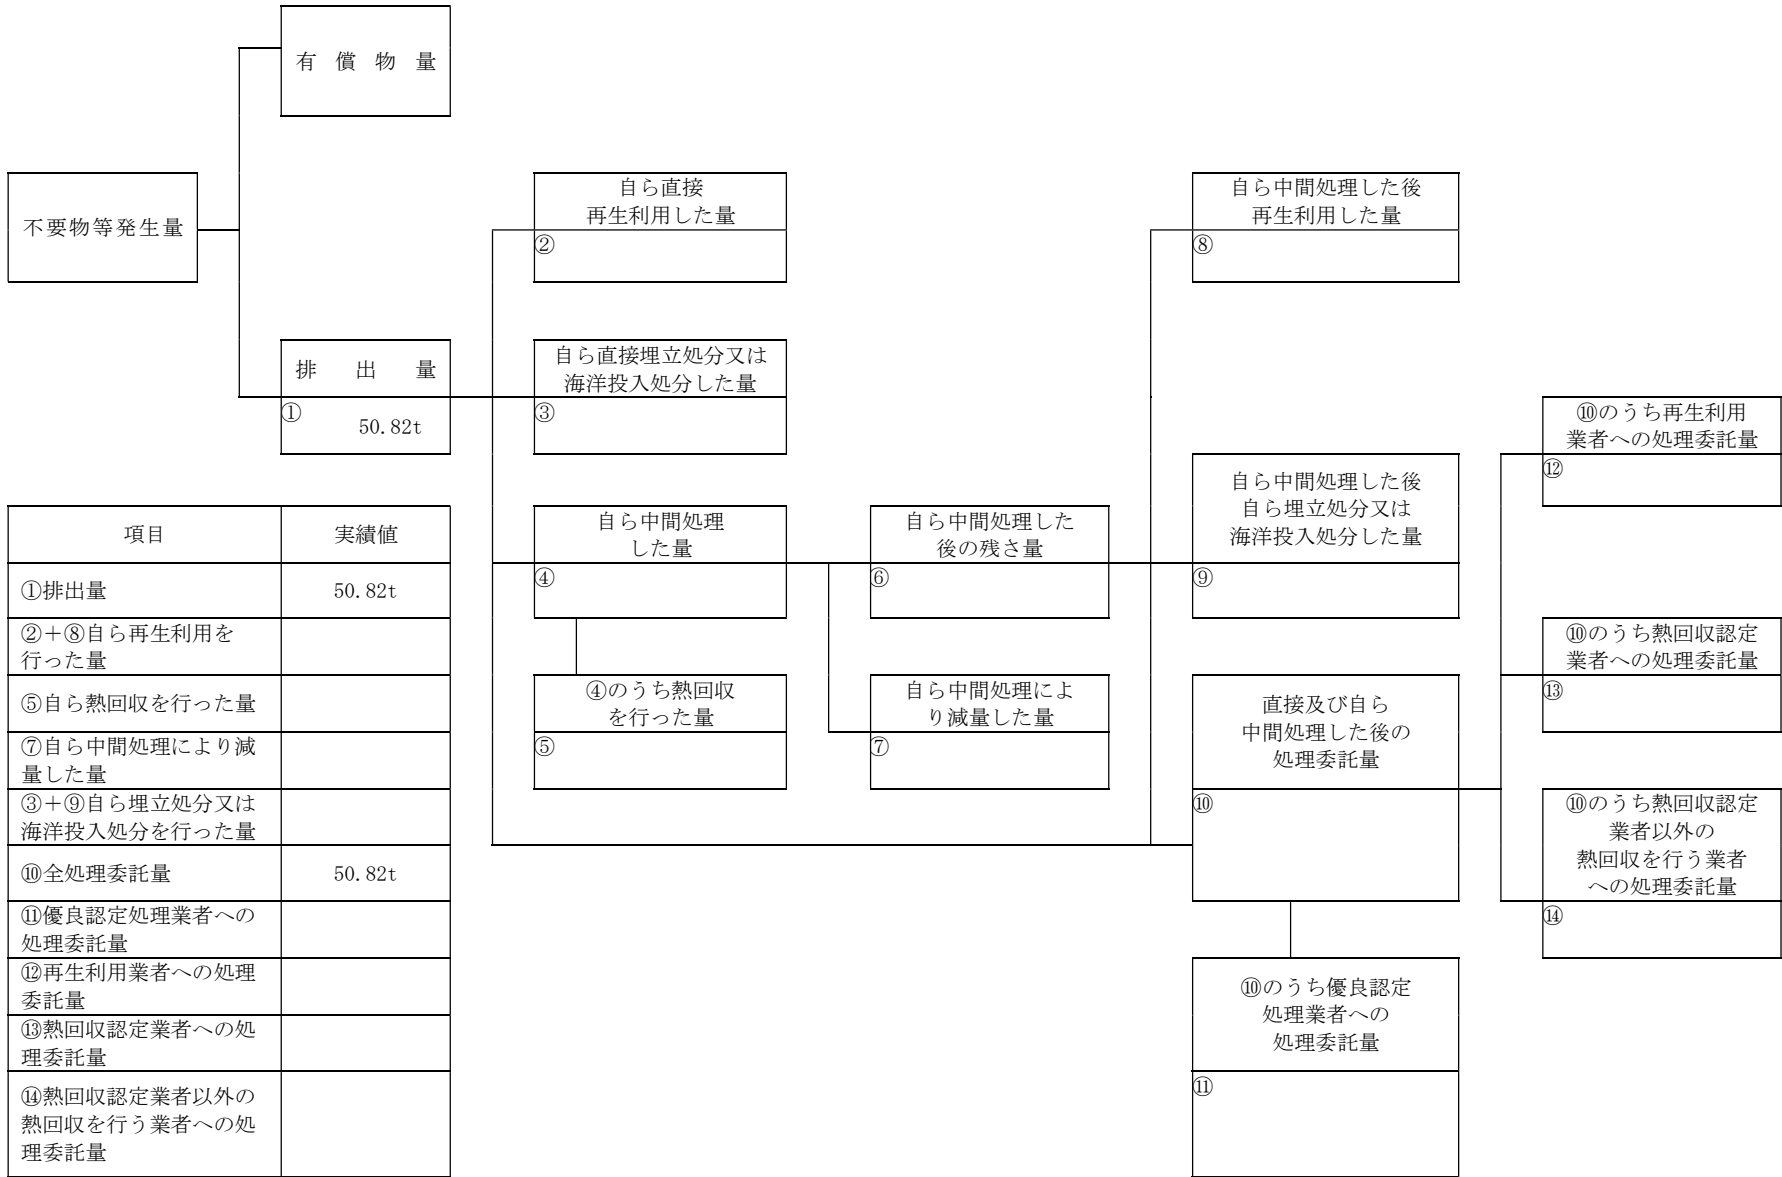 有償物量
不要物等発生量
排出量
①
50.82t
自ら直接
再生利用した量
②
自ら直接埋立処分又は
海洋投入処分した量
③
自ら中間処理
した量
④
④のうち熱回収
を行った量
⑤
自ら中間処理した
後の残さ量
⑥
自ら中間処理によ
り減量した量
⑦
自ら中間処理した後
再生利用した量
⑧
自ら中間処理した後
自ら埋立処分又は
海洋投入処分した量
⑨
直接及び自ら
中間処理した後の
処理委託量
⑩
⑩のうち優良認定
処理業者への
処理委託量
⑪
⑩のうち再生利用
業者への処理委託量
⑫
⑩のうち熱回収認定
業者への処理委託量
⑬
⑩のうち熱回収認定
業者以外の
熱回収を行う業者
への処理委託量
⑭
項目 実績値
①排出量 50.82t
②+⑧自ら再生利用を
行った量
⑤自ら熱回収を行った量
⑦自ら中間処理により減
量した量
③+⑨自ら埋立処分又は
海洋投入処分を行った量
⑩全処理委託量 50.82t
⑪優良認定処理業者への
処理委託量
⑫再生利用業者への処理
委託量
⑬熱回収認定業者への処
理委託量
⑭熱回収認定業者以外の
熱回収を行う業者への処
理委託量